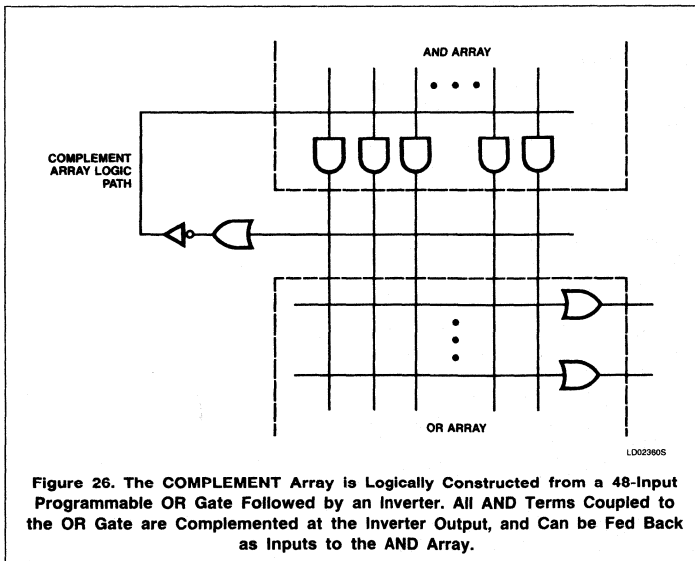 AND ARRAY
COMPLEMENT
ARRAY LOGIC
PATH
OR ARRAY
LD02360S
Figure 26. The COMPLEMENT Array is Logically Constructed from a 48-Input
Programmable OR Gate Followed by an Inverter. All AND Terms Coupled to
the OR Gate are Complemented at the Inverter Output, and Can be Fed Back
as Inputs to the AND Array.